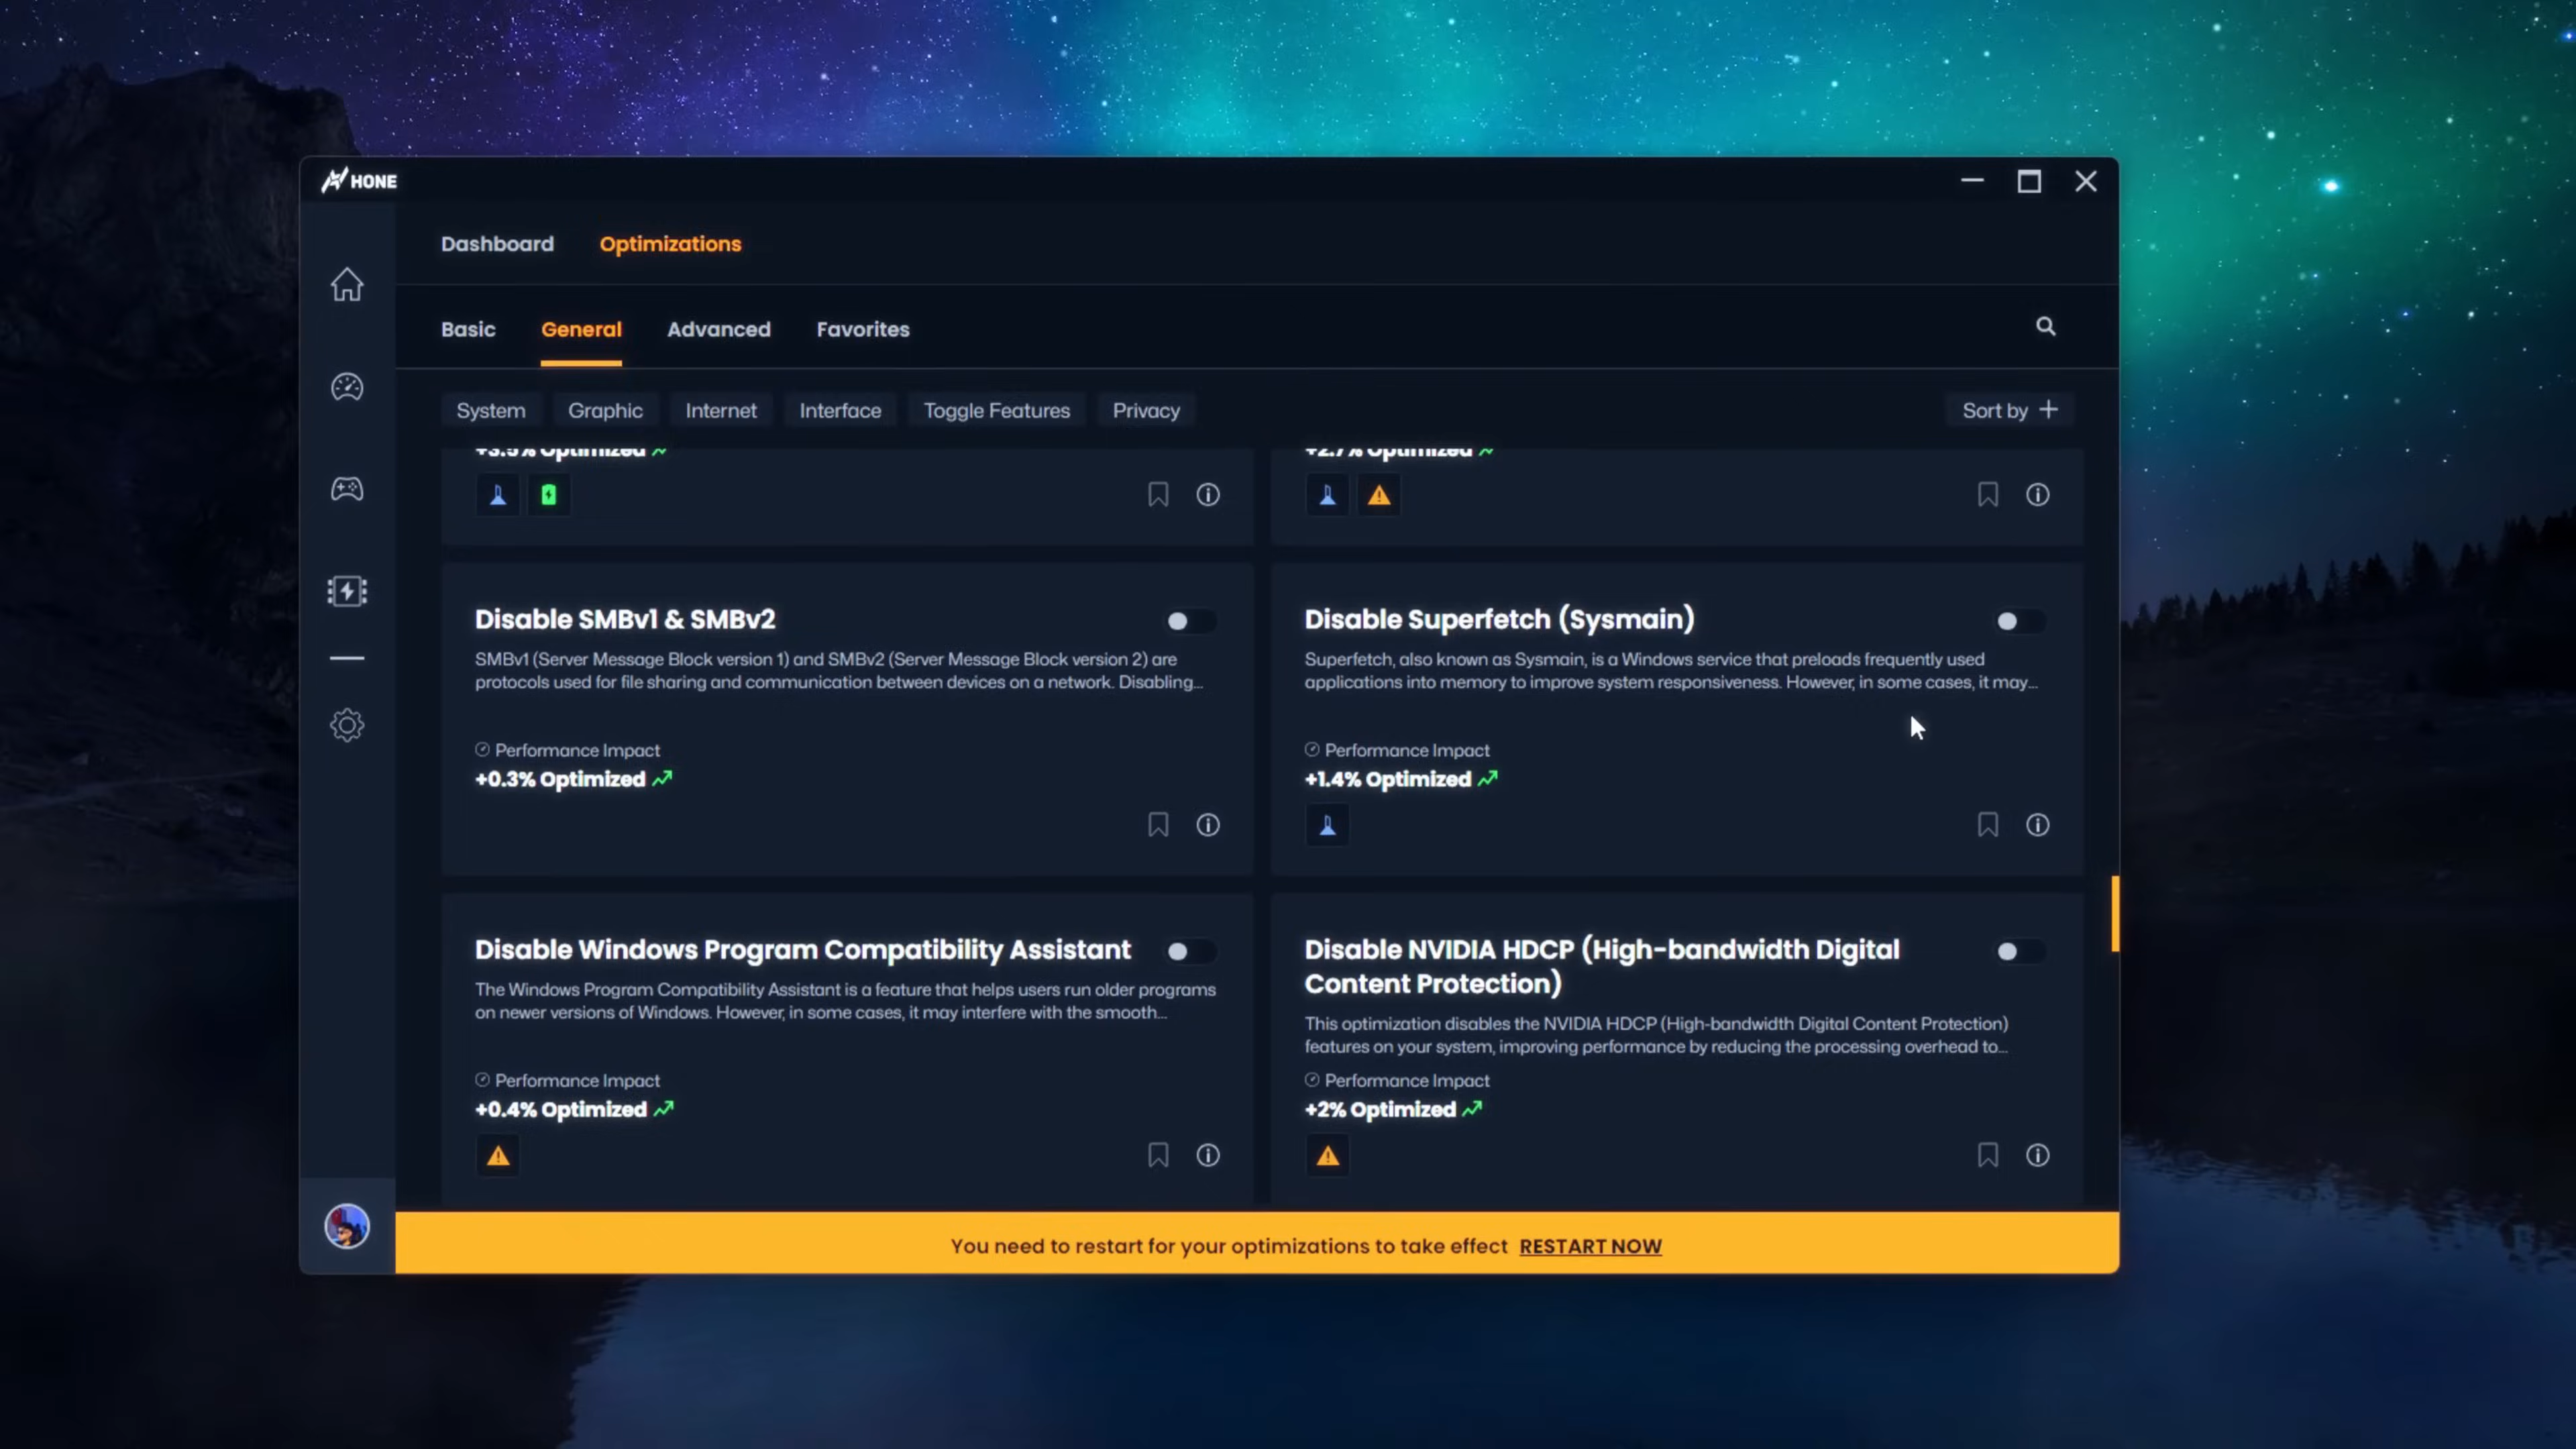 HONE
Dashboard Optimizations
Basic General Advanced Favorites
System Graphic Internet Interface Toggle Features Privacy Sort by +
+3.5% Optimized
+2.7% Optimized
Disable SMBv1 & SMBv2
SMBv1 (Server Message Block version 1) and SMBv2 (Server Message Block version 2) are
protocols used for file sharing and communication between devices on a network. Disabling...
Performance Impact
+0.3% Optimized
Disable Superfetch (Sysmain)
Superfetch, also known as Sysmain, is a Windows service that preloads frequently used
applications into memory to improve system responsiveness. However, in some cases, it may...
Performance Impact
+1.4% Optimized
Disable Windows Program Compatibility Assistant
The Windows Program Compatibility Assistant is a feature that helps users run older programs
on newer versions of Windows. However, in some cases, it may interfere with the smooth...
Performance Impact
+0.4% Optimized
Disable NVIDIA HDCP (High-bandwidth Digital
Content Protection)
This optimization disables the NVIDIA HDCP (High-bandwidth Digital Content Protection)
features on your system, improving performance by reducing the processing overhead to...
Performance Impact
+2% Optimized
You need to restart for your optimizations to take effect RESTART NOW